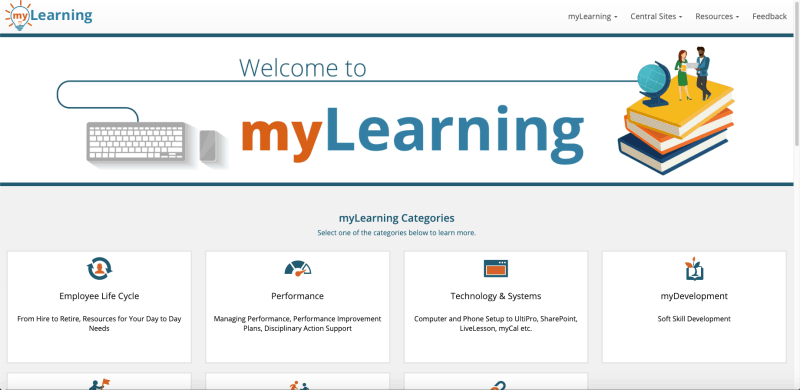 myLearning
myLearning Central Sites Resources Feedback
Welcome to
myLearning
myLearning Categories
Select one of the categories below to learn more.
Employee Life Cycle
From Hire to Retire, Resources for Your Day to Day
Needs
Performance
Managing Performance, Performance Improvement
Plans, Disciplinary Action Support
Technology & Systems
Computer and Phone Setup to UltiPro, SharePoint,
LiveLesson, myCal etc.
myDevelopment
Soft Skill Development